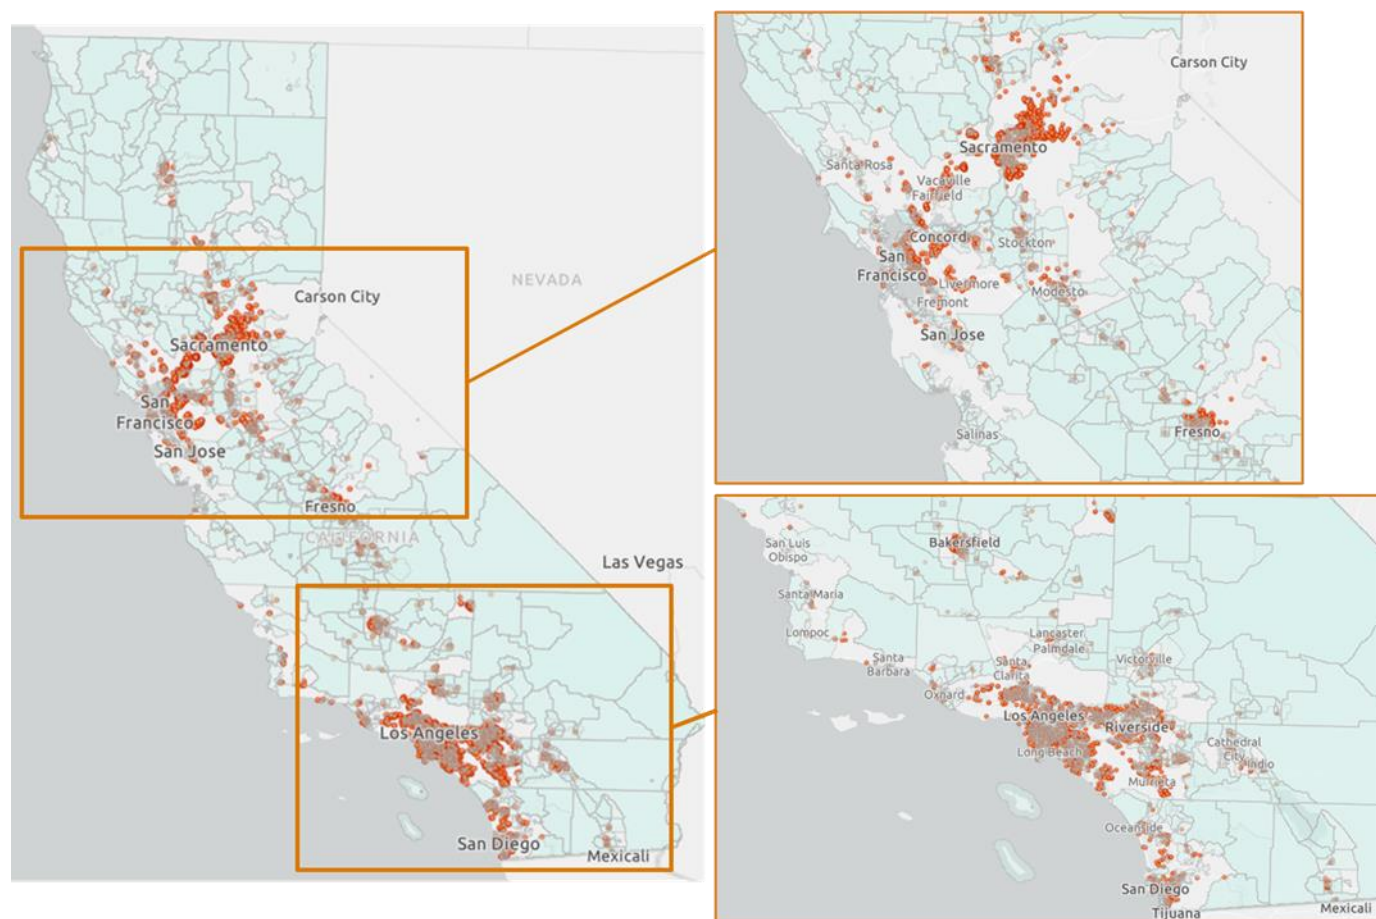 NEVADA
Carson City
Sacramento
San
Francisco
San Jose
Fresno
CALIFORNIA
Las Vegas
Los Angeles
San Diego
Mexicali
Carson City
Sacramento
Santa Rosa
Vacaville
Fairfield
Concord
Stockton
San
Francisco
Livermore
Fremont
Modesto
San Jose
Salinas
Fresno
San Luis
Obispo
Bakersfield
Santa Maria
Lompoc
Santa
Barbara
Lancaster
Palmdale
Santa
Clarita
Victorville
Oxnard
Los Angeles
Riverside
Long Beach
Cathedral
City
Indio
Murrieta
Oceanside
San Diego
Tijuana
Mexicali